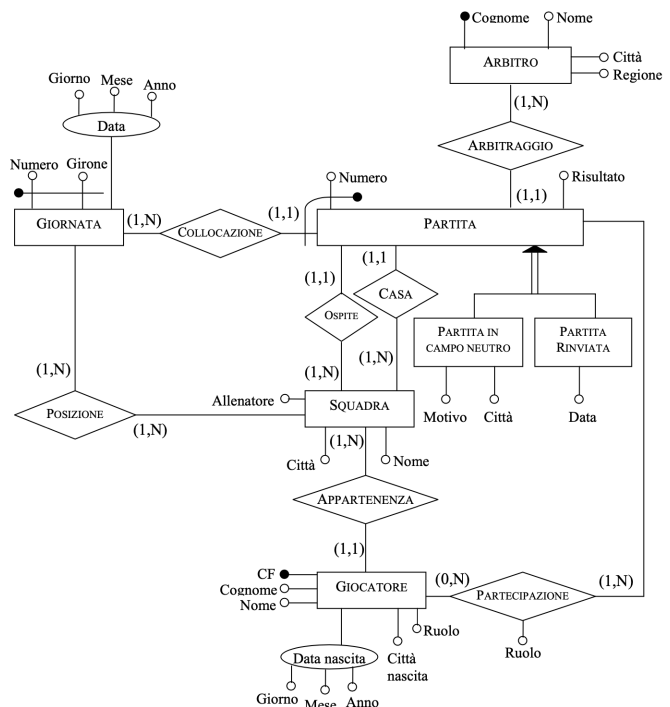 Cognome Nome
ARBITRO
Città
Regione
(1,N)
ARBITRAGGIO
(1,1)
Giorno Mese Anno
Data
Numero Girone
GIORNATA
(1,N)
COLLOCAZIONE
(1,1)
Numero
Risultato
PARTITA
(1,1)
OSPITE
(1,N)
(1,1
CASA
(1,N)
PARTITA IN
CAMPO NEUTRO
Motivo Città
PARTITA
RINVIATA
Data
(1,N)
POSIZIONE
(1,N)
Allenatore
SQUADRA
Città
(1,N)
Nome
APPARTENENZA
(1,1)
CF
Cognome
Nome
GIOCATORE
(0,N)
PARTECIPAZIONE
(1,N)
Ruolo
Ruolo
Città
nascita
Data nascita
Giorno Mese Anno